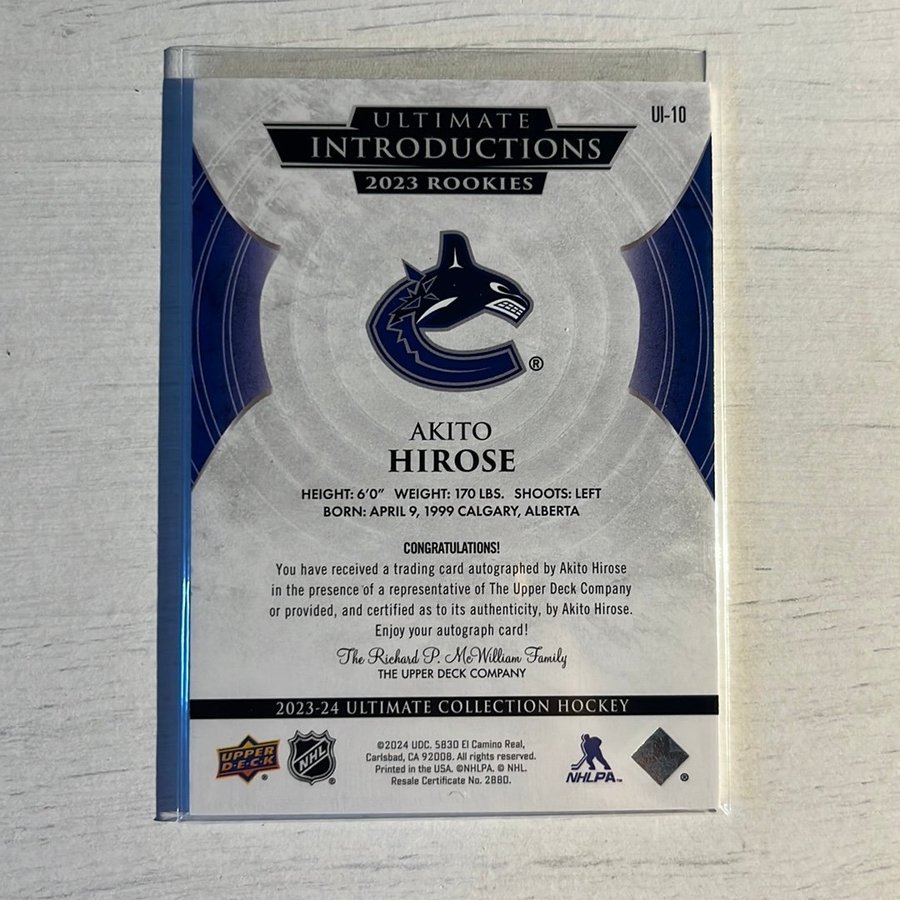 UI-10
ULTIMATE
INTRODUCTIONS
2023 ROOKIES
®
AKITO
HIROSE
HEIGHT: 6'0" WEIGHT: 170 LBS. SHOOTS: LEFT
BORN: APRIL 9, 1999 CALGARY, ALBERTA
CONGRATULATIONS!
You have received a trading card autographed by Akito Hirose
in the presence of a representative of The Upper Deck Company
or provided, and certified as to its authenticity, by Akito Hirose.
Enjoy your autograph card!
The Richard P. McWilliam Family
THE UPPER DECK COMPANY
2023-24 ULTIMATE COLLECTION HOCKEY
UPPER
DECK
®
NHL
®
©2024 UDC. 5830 El Camino Real,
Carlsbad, CA 92008. All rights reserved.
Printed in the USA. ©NHLPA. © NHL.
Resale Certificate No. 2880.
NHLPA™
®